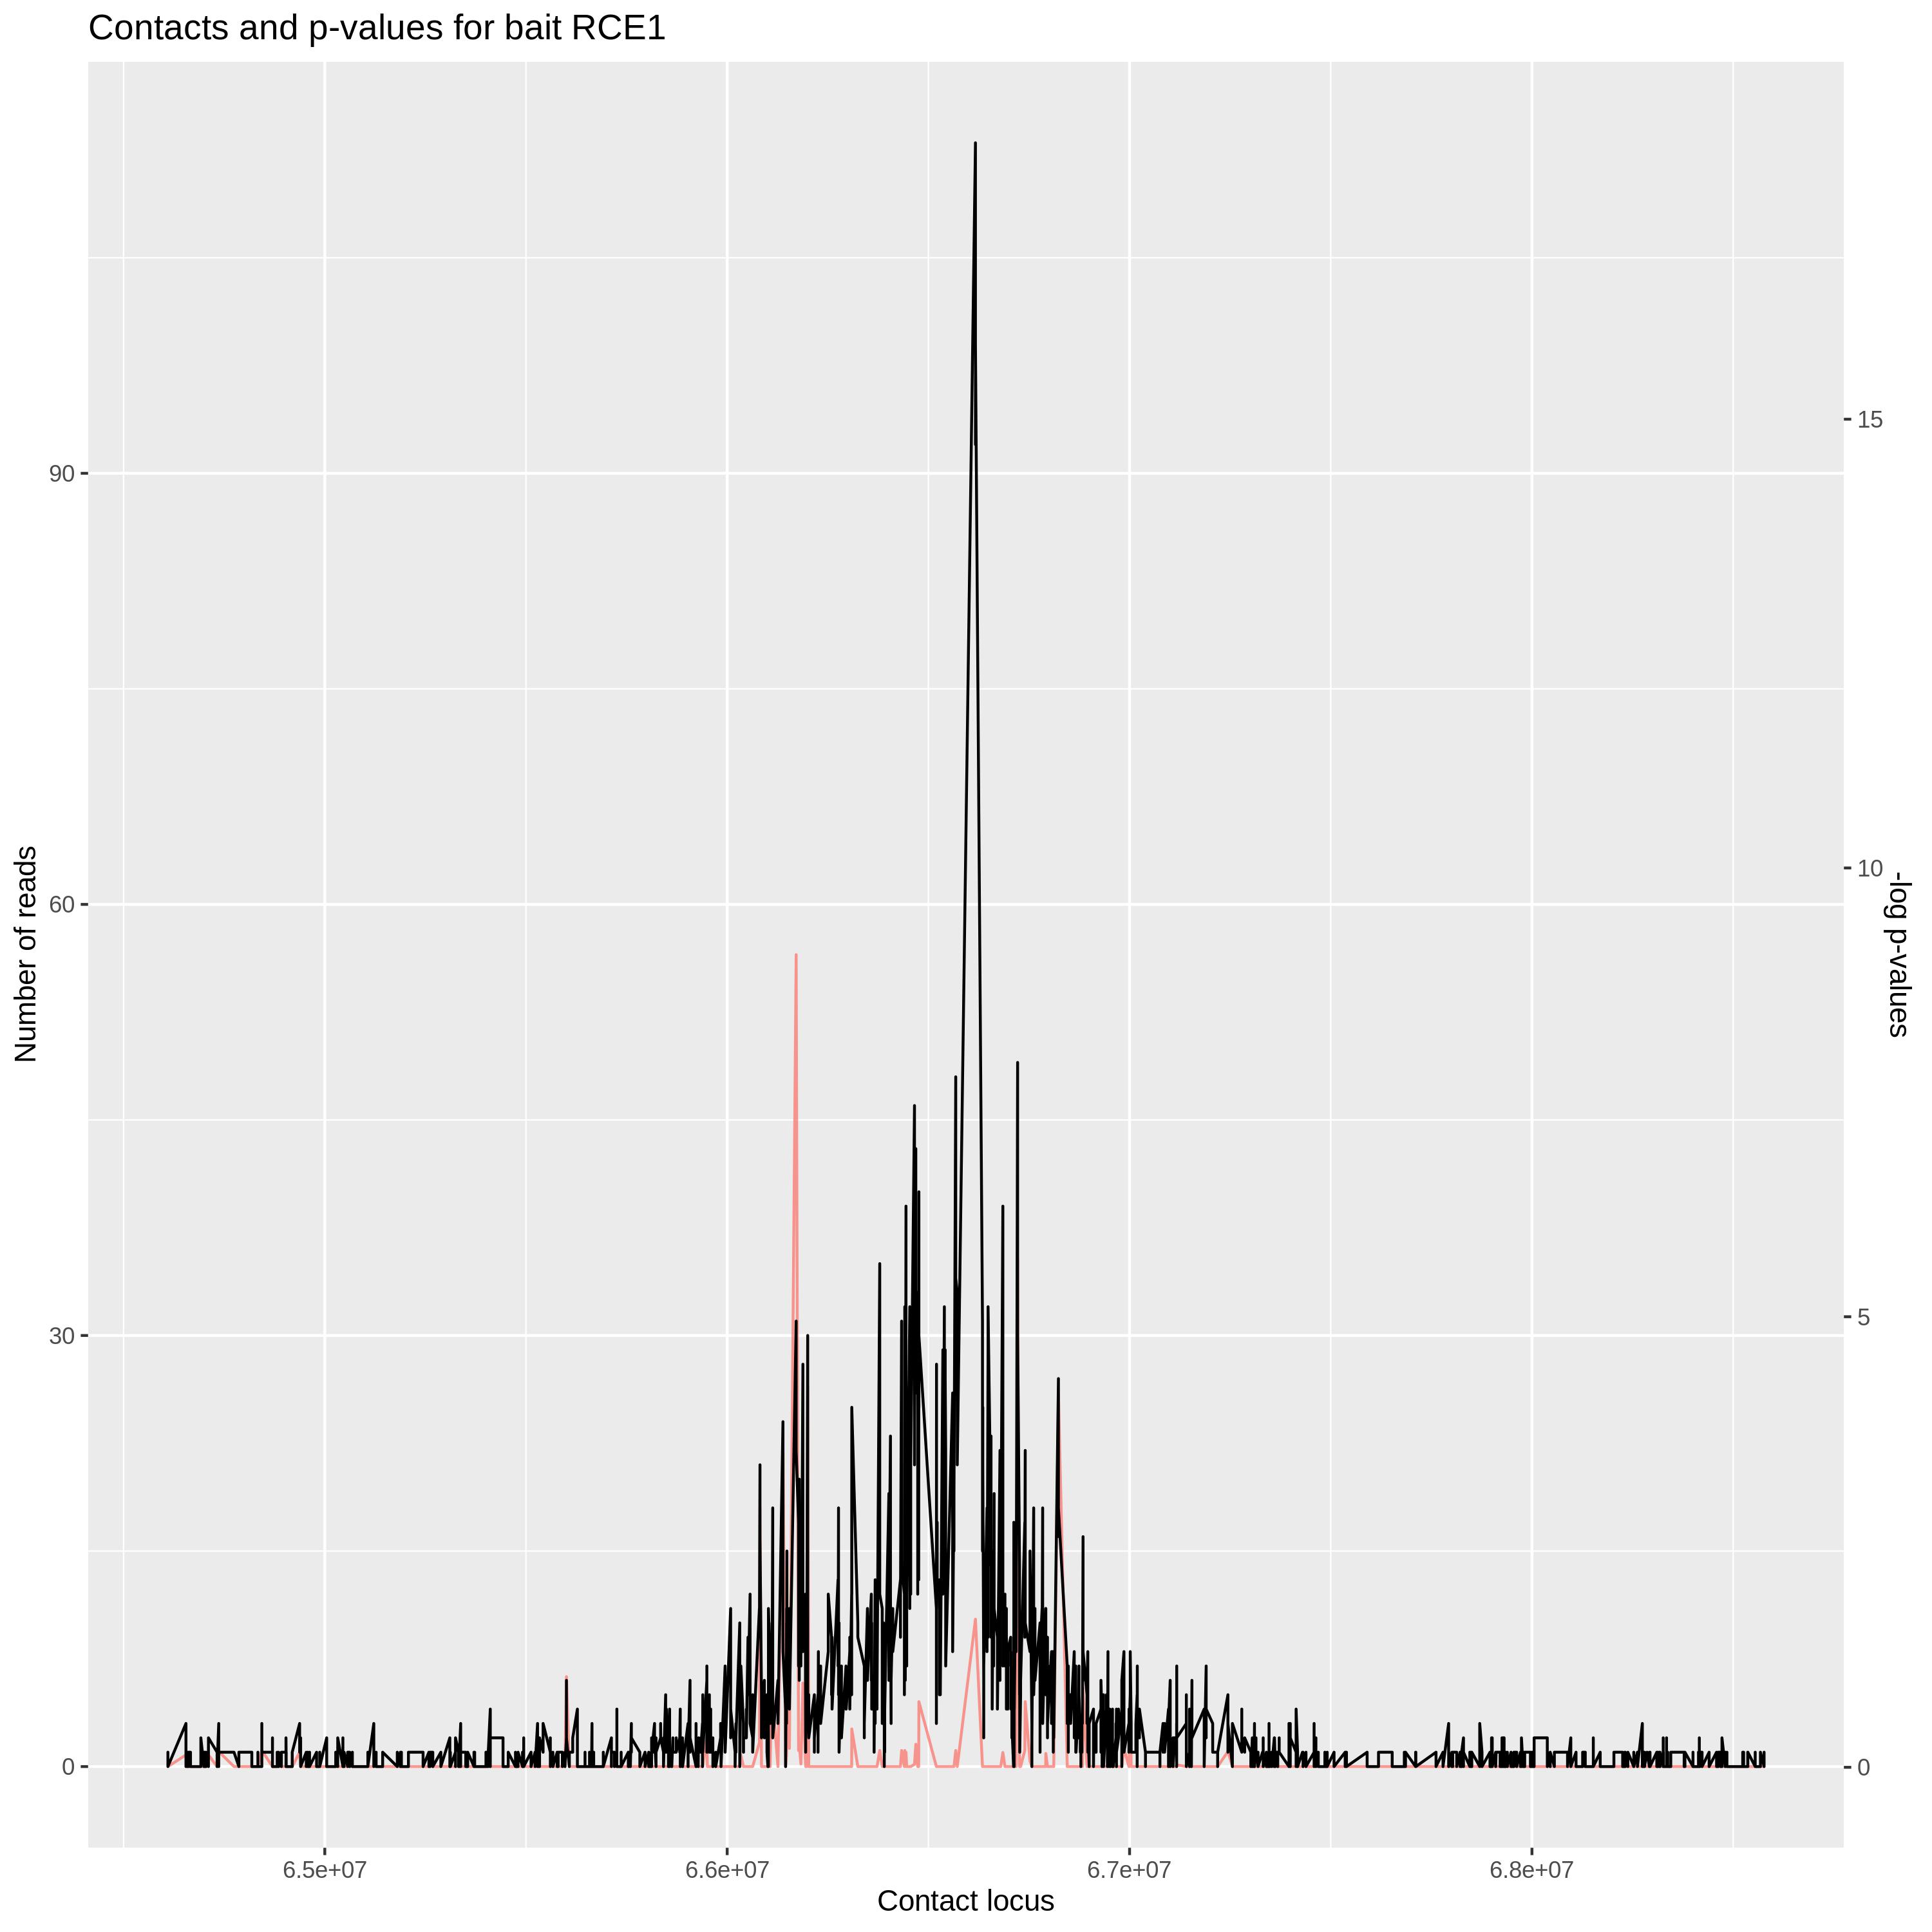 Contacts and p-values for bait RCE1
90
60
30
0
Number of reads
15
10
5
0
-log p-values
6.5e+07
6.6e+07
6.7e+07
6.8e+07
Contact locus